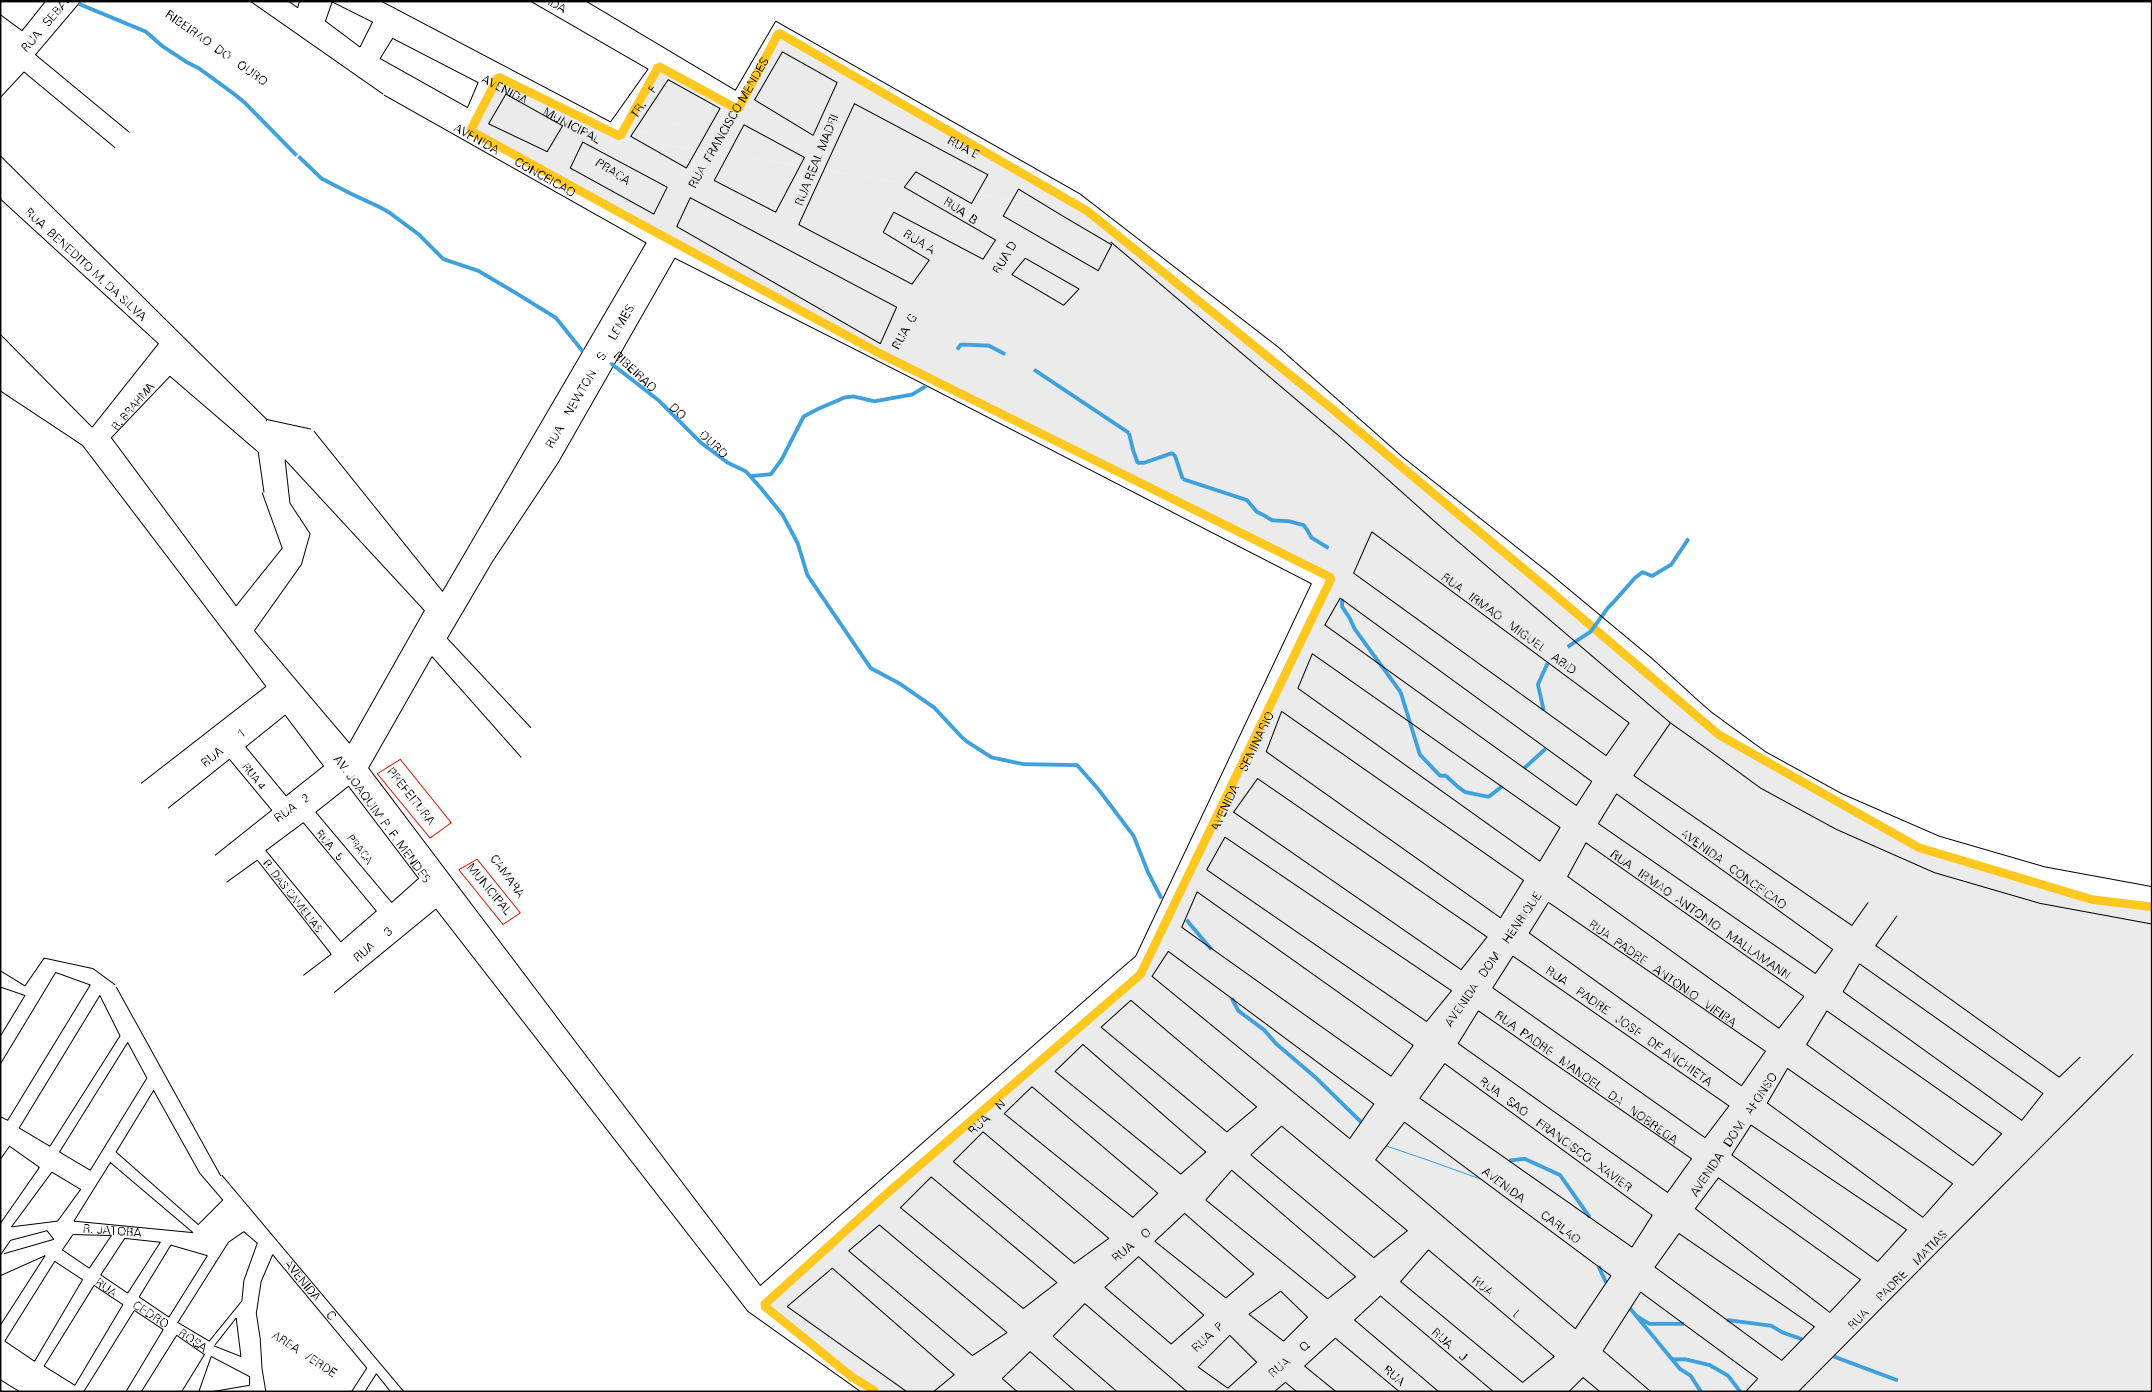 RUA SEBA
RIBEIRAO DO OURO
DA
AVENIDA MUNICIPAL
AVENIDA CONCEICAO
TR. F
PRACA
RUA FRANCISCO MENDES
RUA REAL MADRI
RUA E
RUA B
RUA A
RUA D
RUA G
RUA BENEDITO M. DA SILVA
R. BRAHMA
RUA NEWTON S. LEMES
RIBEIRAO DO OURO
RUA IRMAO MIGUEL ABID
AVENIDA SEMINARIO
RUA 1
RUA 4
RUA 2
RUA 5
PRACA
AV. JOAQUIM P. F. MENDES
PREFEITURA
CAMARA
MUNICIPAL
R. DAS CAMELIAS
RUA 3
AVENIDA CONCEICAO
RUA IRMAO ANTONIO MALLAMANN
RUA PADRE ANTONIO VIEIRA
AVENIDA DOM HENRIQUE
RUA PADRE JOSE DE ANCHIETA
RUA PADRE MANOEL DA NOBREGA
RUA SAO FRANCISCO XAVIER
AVENIDA DOM AFONSO
AVENIDA CARLAO
RUA N
RUA O
RUA PADRE MATIAS
RUA L
RUA J
RUA P
RUA Q
RUA
R. JATOBA
RUA CEDRO ROSA
AVENIDA C
AREA VERDE